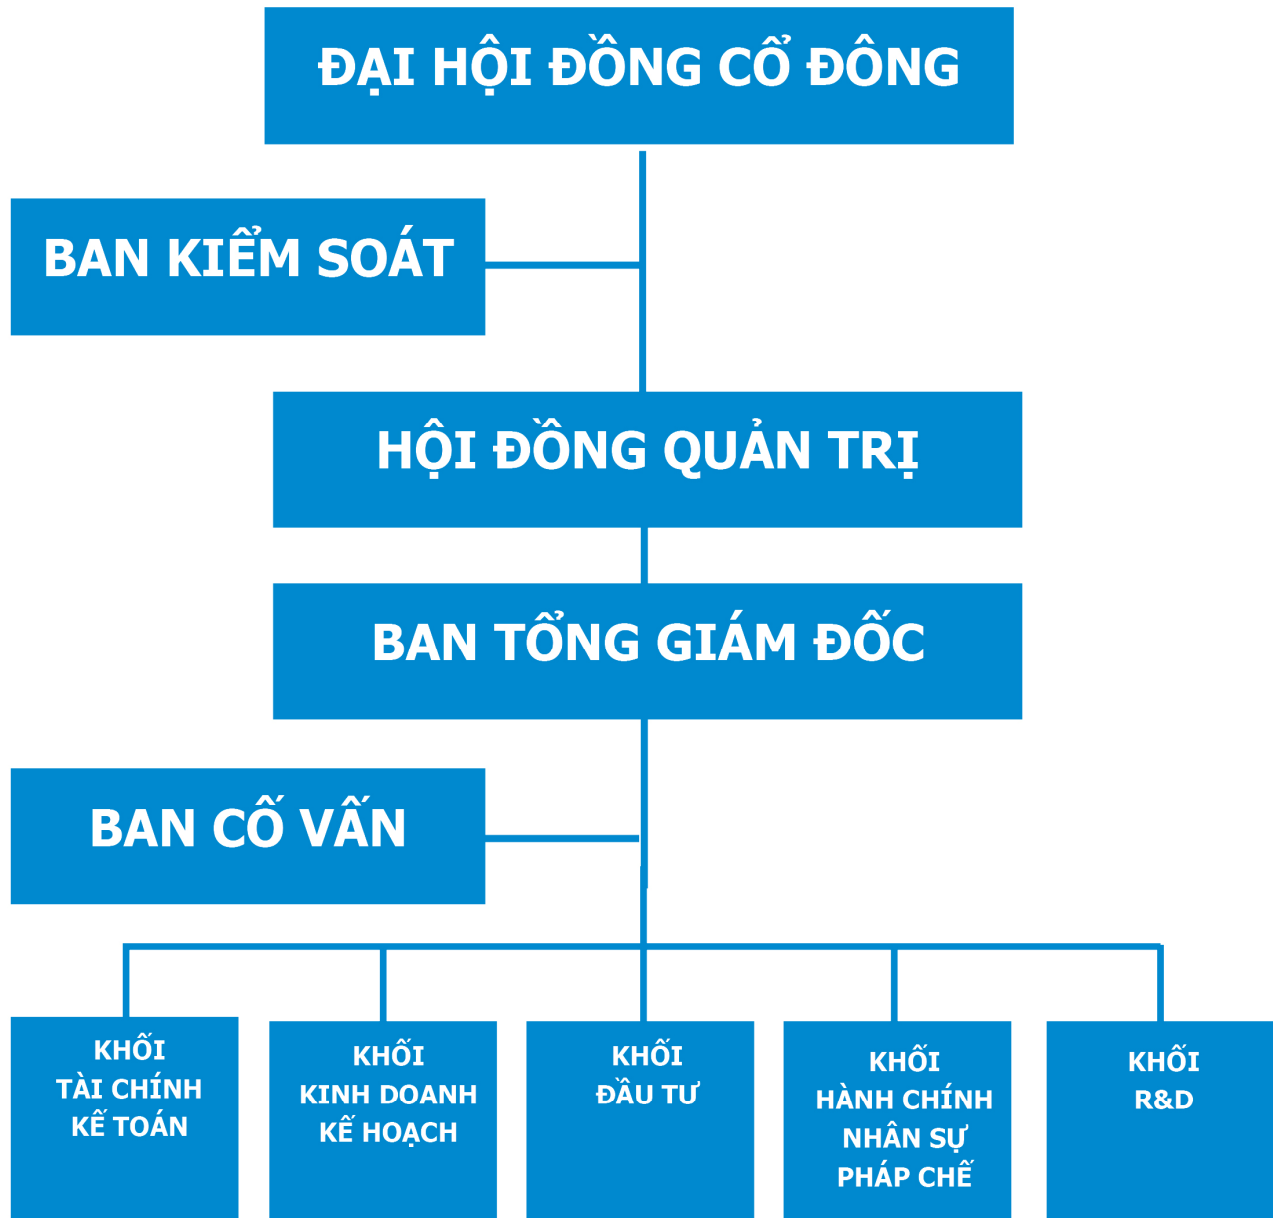 ĐẠI HỘI ĐỒNG CỔ ĐÔNG
BAN KIỂM SOÁT
HỘI ĐỒNG QUẢN TRỊ
BAN TỔNG GIÁM ĐỐC
BAN CỐ VẤN
KHỐI
TÀI CHÍNH
KẾ TOÁN
KHỐI
KINH DOANH
KẾ HOẠCH
KHỐI
ĐẦU TƯ
KHỐI
HÀNH CHÍNH
NHÂN SỰ
PHÁP CHẾ
KHỐI
R&D